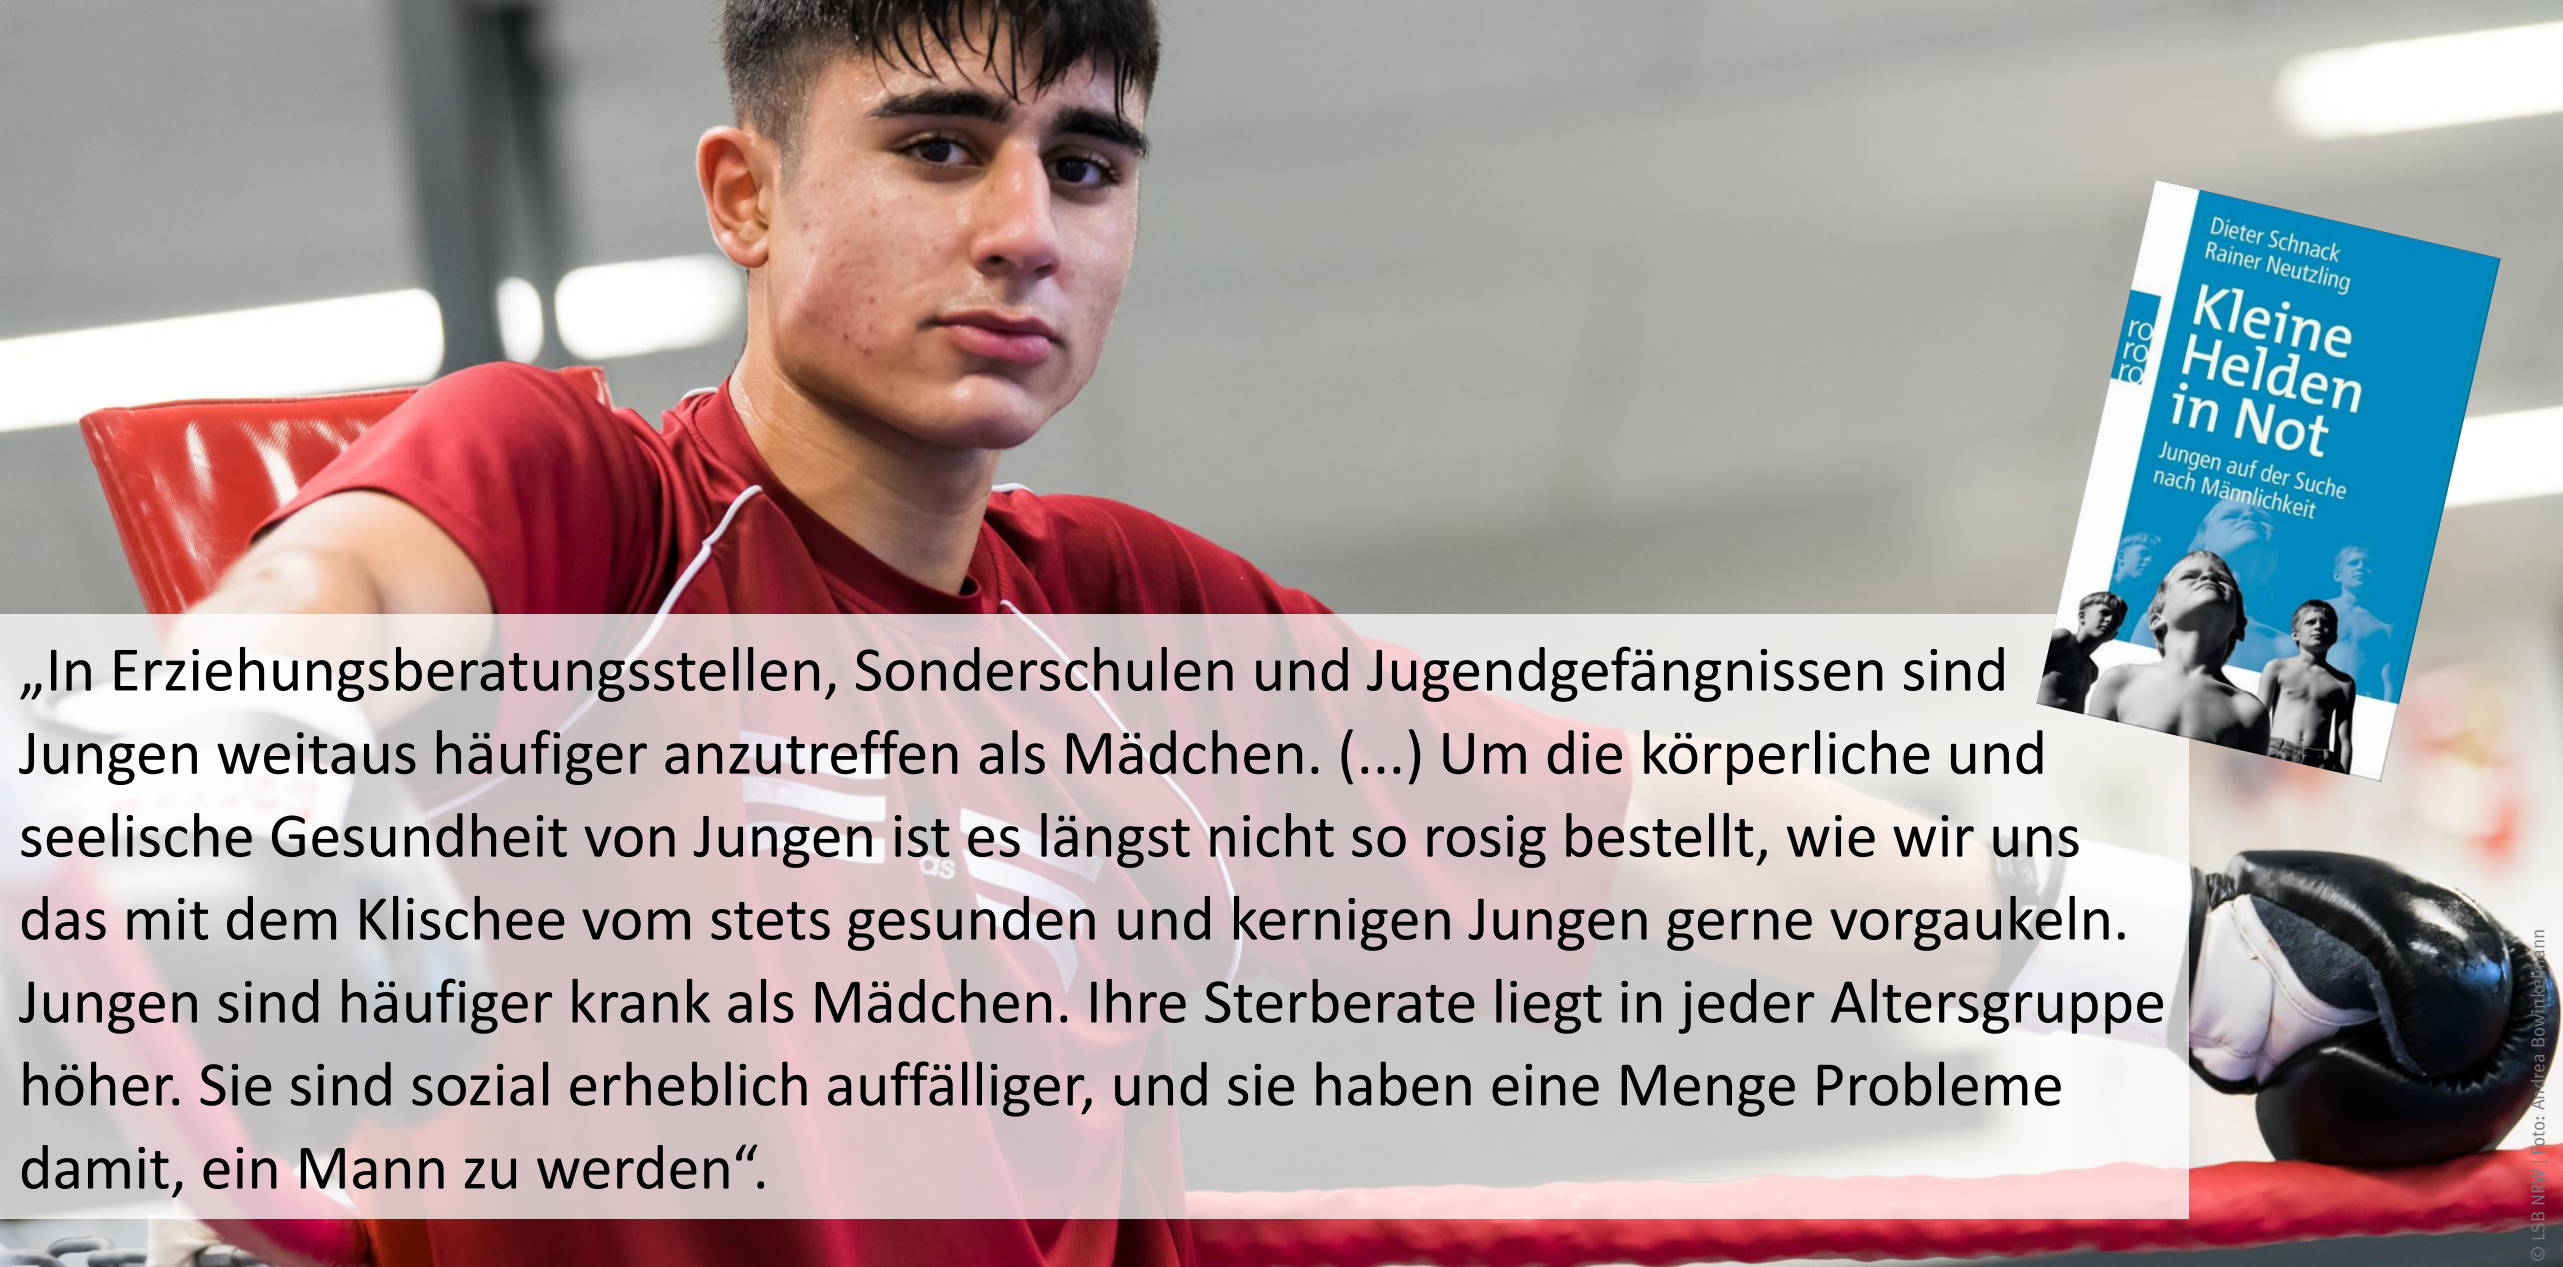 Dieter Schnack
Rainer Neutzling
Kleine
Helden
in Not
Jungen auf der Suche
nach Männlichkeit
ro
ro
ro
„In Erziehungsberatungsstellen, Sonderschulen und Jugendgefängnissen sind
Jungen weitaus häufiger anzutreffen als Mädchen. (...) Um die körperliche und
seelische Gesundheit von Jungen ist es längst nicht so rosig bestellt, wie wir uns
das mit dem Klischee vom stets gesunden und kernigen Jungen gerne vorgaukeln.
Jungen sind häufiger krank als Mädchen. Ihre Sterberate liegt in jeder Altersgruppe
höher. Sie sind sozial erheblich auffälliger, und sie haben eine Menge Probleme
damit, ein Mann zu werden“.
as
© LSB NRW | Foto: Andrea Bowinkelmann